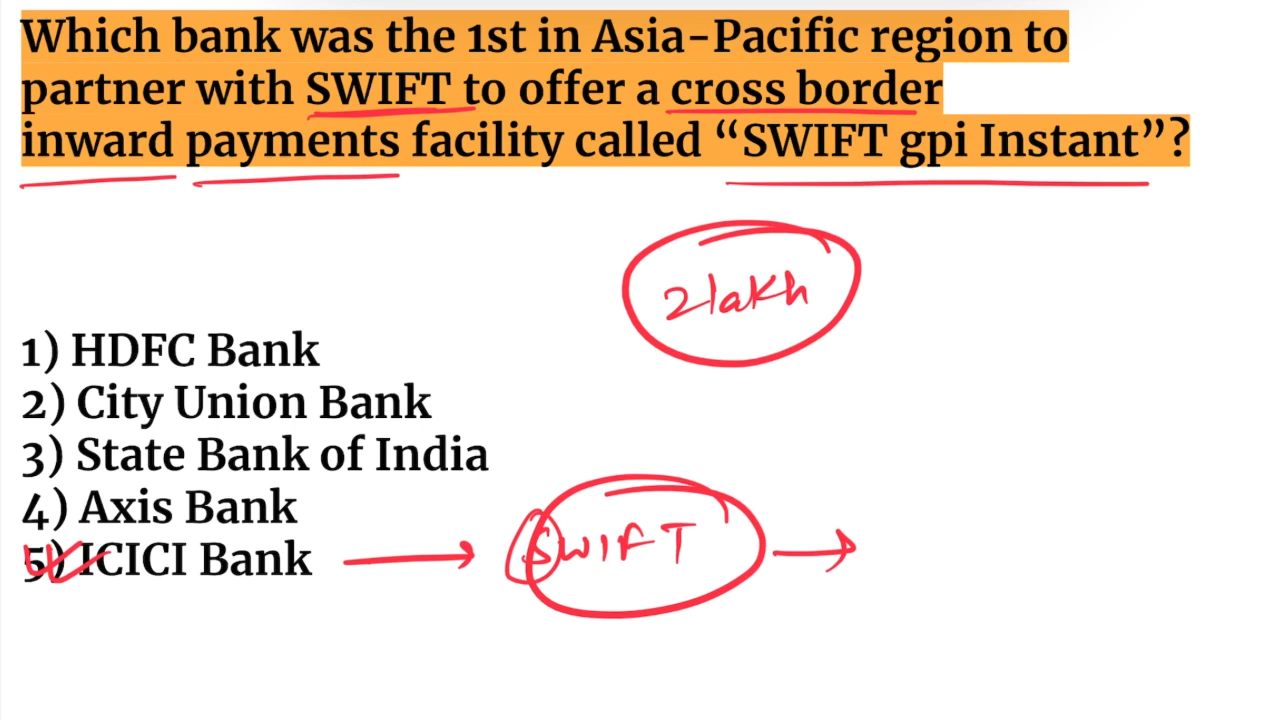 Which bank was the 1st in Asia-Pacific region to
partner with SWIFT to offer a cross border
inward payments facility called “SWIFT gpi Instant”?
2 lakh
1) HDFC Bank
2) City Union Bank
3) State Bank of India
4) Axis Bank
5) ICICI Bank SWIFT